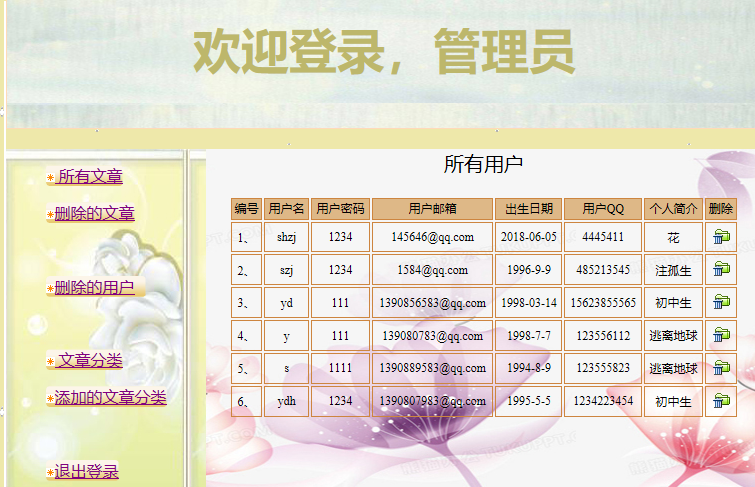 欢迎登录，管理员
所有文章
删除的文章
删除的用户
文章分类
添加的文章分类
退出登录
所有用户
编号 用户名 用户密码 用户邮箱 出生日期 用户QQ 个人简介 删除
1、 shzj 1234 145646@qq.com 2018-06-05 4445411 花
2、 szj 1234 1584@qq.com 1996-9-9 485213545 注孤生
3、 yd 111 1390856583@qq.com 1998-03-14 15623855565 初中生
4、 y 111 139080783@qq.com 1998-7-7 123556112 逃离地球
5、 s 1111 1390889583@qq.com 1994-8-9 123555823 逃离地球
6、 ydh 1234 1390807983@qq.com 1995-5-5 1234223454 初中生